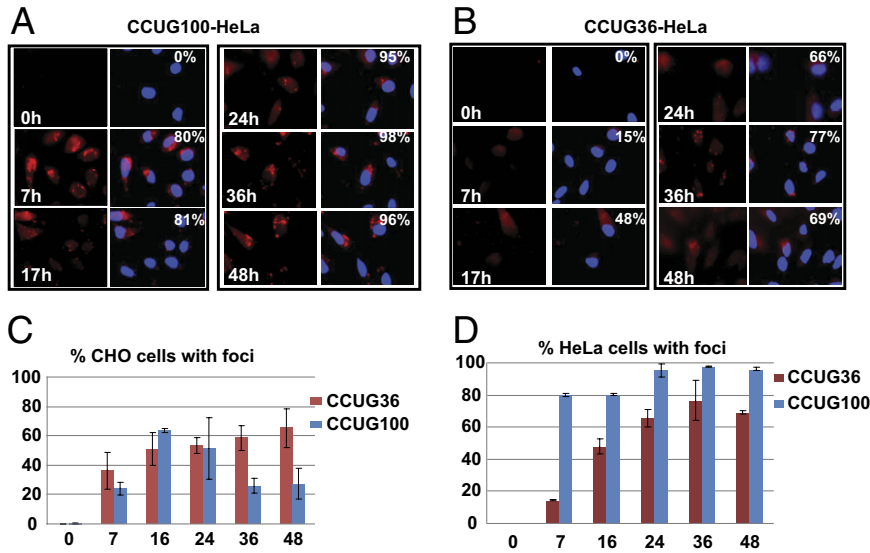 A
CCUG100-HeLa
0%
0h
95%
24h
80%
7h
98%
36h
81%
17h
96%
48h
B
CCUG36-HeLa
0%
0h
66%
24h
15%
7h
77%
36h
48%
17h
69%
48h
C
% CHO cells with foci
100
80
60
40
20
0
0 7 16 24 36 48
CCUG36
CCUG100
D
% HeLa cells with foci
100
80
60
40
20
0
0 7 16 24 36 48
CCUG36
CCUG100